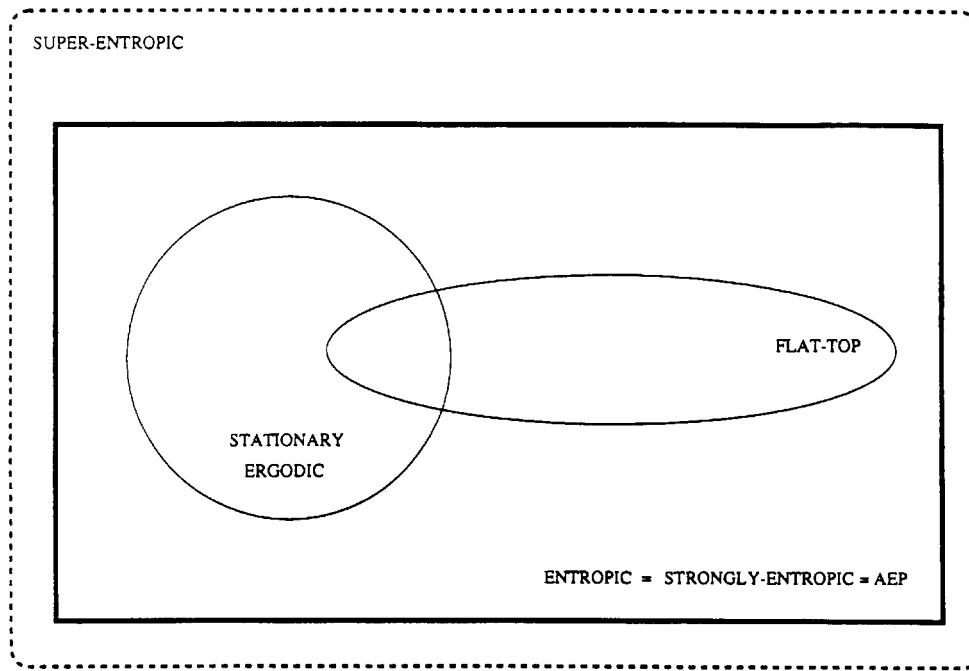 SUPER-ENTROPIC
FLAT-TOP
STATIONARY
ERGODIC
ENTROPIC = STRONGLY-ENTROPIC = AEP